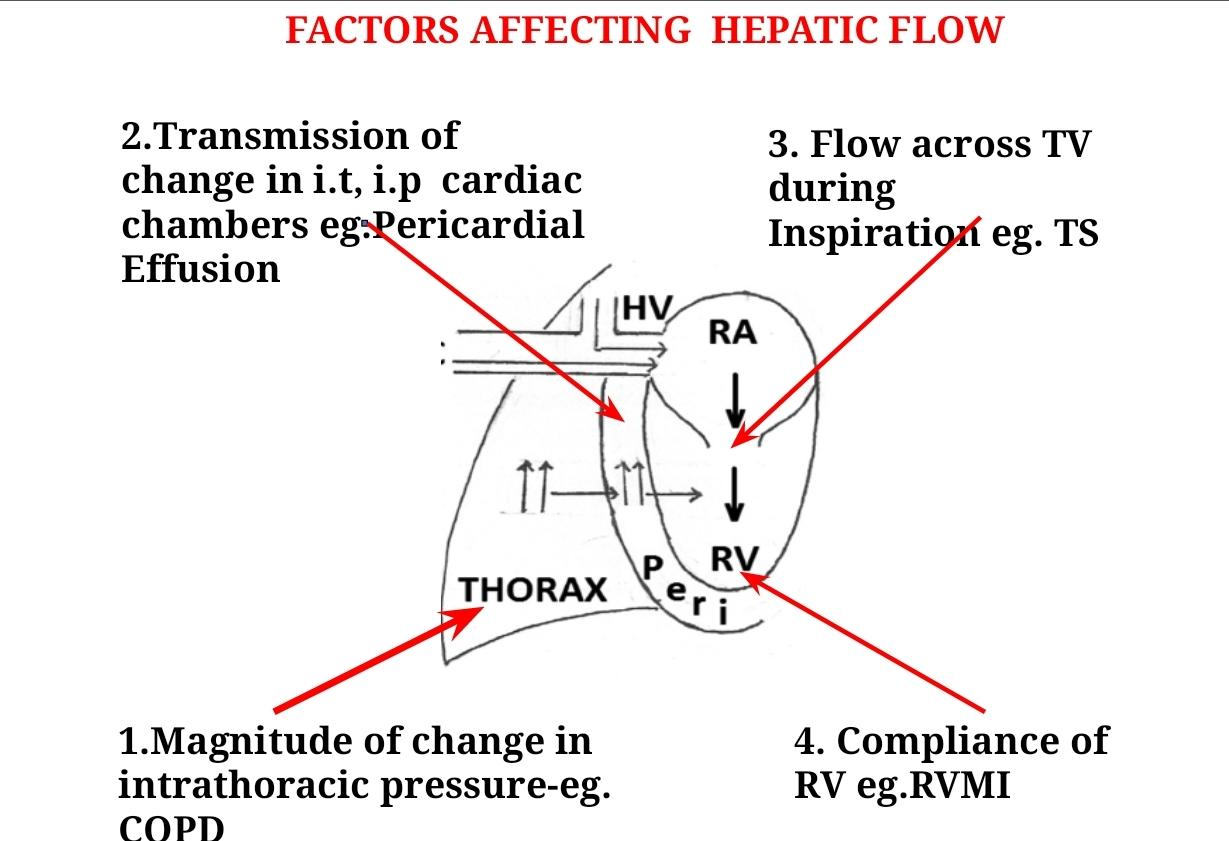 FACTORS AFFECTING  HEPATIC FLOW
2.Transmission of
change in i.t, i.p  cardiac
chambers eg.Pericardial
Effusion
3. Flow across TV
during
Inspiration eg. TS
HV
RA
RV
THORAX
Peri
1.Magnitude of change in
intrathoracic pressure-eg.
COPD
4. Compliance of
RV eg.RVMI